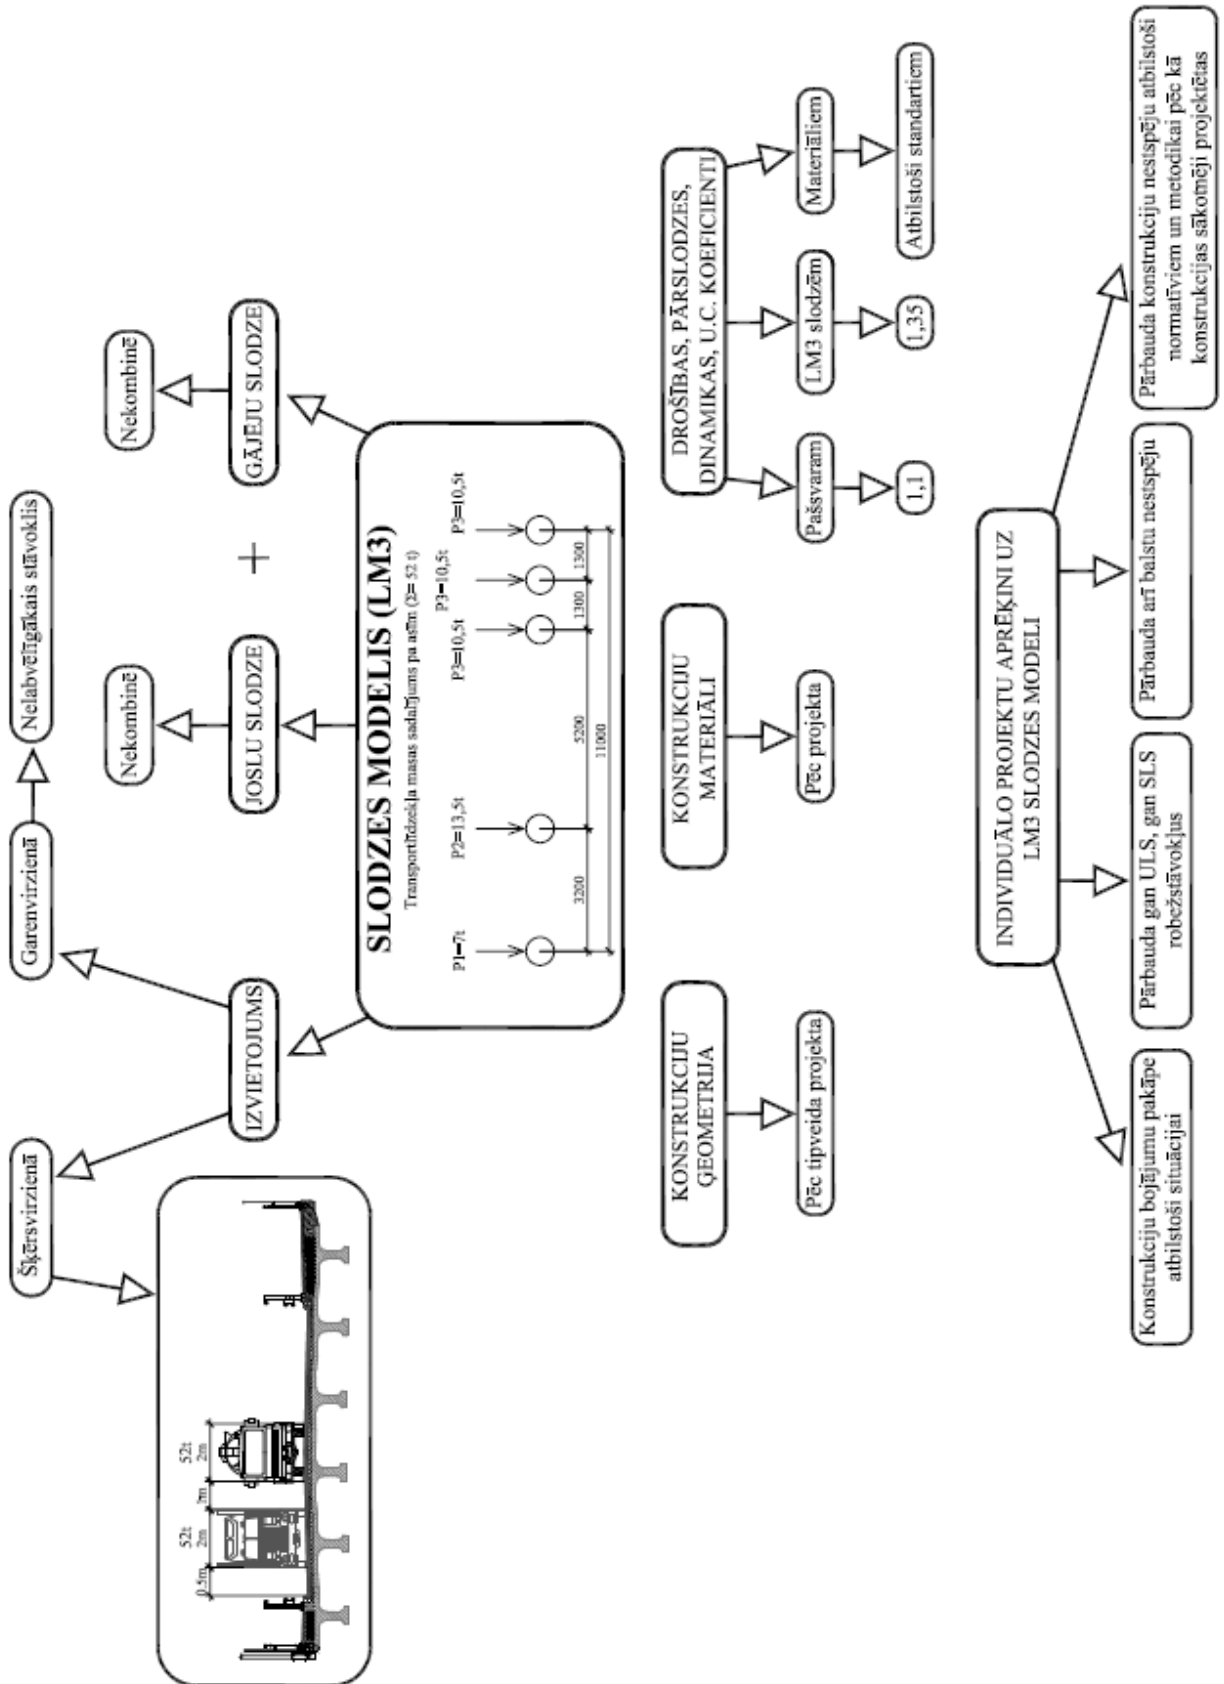 Šķērsvirzienā
Garenvirzienā
Nelabvēlīgākais stāvoklis
52t
52t
0.5m
2m
1m
2m
IZVIETOJUMS
Nekombinē
JOSLU SLODZE
+
Nekombinē
GĀJĒJU SLODZE
SLODZES MODELIS (LM3)
Transportlīdzekļa masas sadalījums pa asīm (Σ= 52 t)
P1=7t
P2=13,5t
P3=10,5t
P3=10,5t
P3=10,5t
3200
5200
1300
1300
11000
KONSTRUKCIJU
ĢEOMETRIJA
Pēc tipveida projekta
KONSTRUKCIJU
MATERIĀLI
Pēc projekta
DROŠĪBAS, PĀRSLODZES,
DINAMIKAS, U.C. KOEFICIENTI
Pašsvaram
LM3 slodzēm
Materiāliem
1,1
1,35
Atbilstoši standartiem
INDIVIDUĀLO PROJEKTU APRĒĶINI UZ
LM3 SLODZES MODELI
Konstrukciju bojājumu pakāpe
atbilstoši situācijai
Pārbauda gan ULS, gan SLS
robežstāvokļus
Pārbauda arī balstu nestspēju
Pārbauda konstrukciju nestspēju atbilstoši
normatīviem un metodikai pēc kā
konstrukcijas sākotnēji projektētas